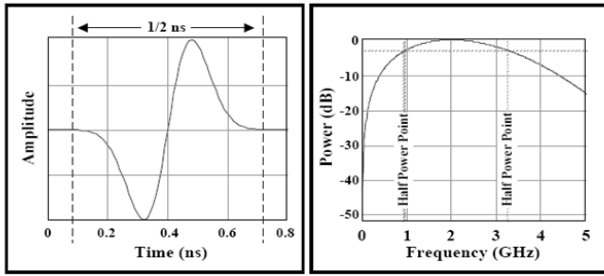 1/2 ns
Amplitude
0
0.2
0.4
0.6
0.8
Time (ns)
0
-10
-20
-30
-40
-50
Power (dB)
Half Power Point
Half Power Point
0
1
2
3
4
5
Frequency (GHz)